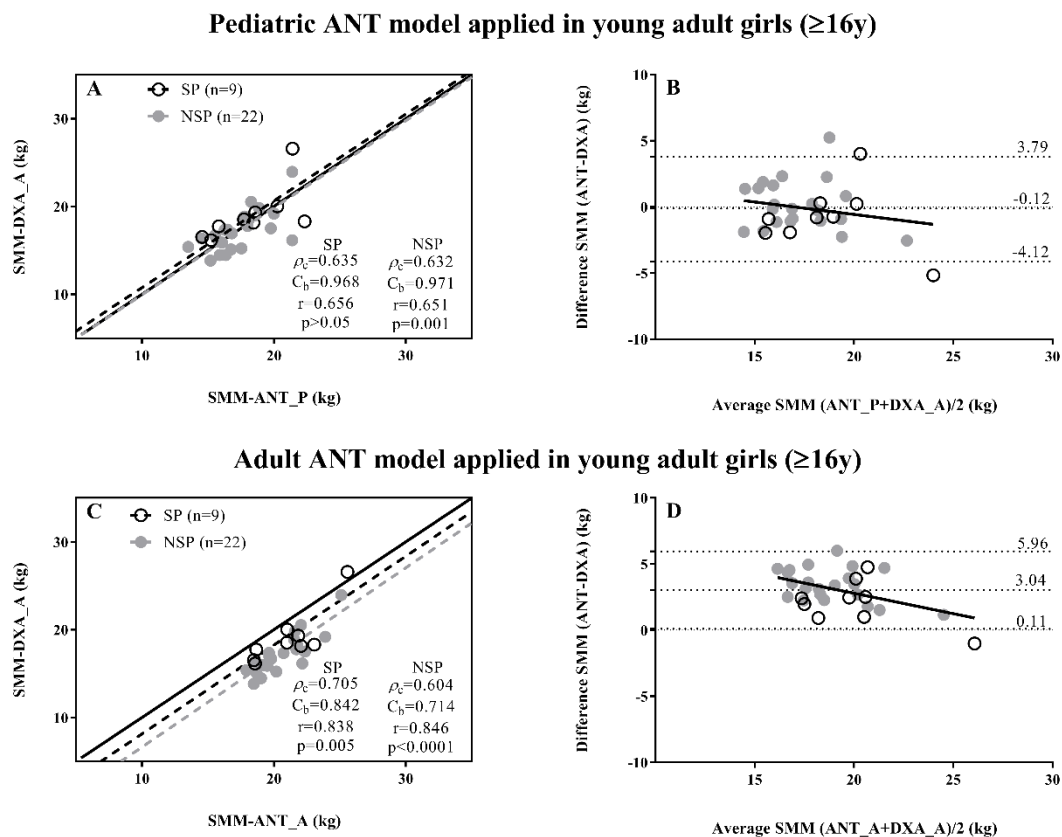 Pediatric ANT model applied in young adult girls (≥16y)
A
SP (n=9)
NSP (n=22)
SMM-DXA_A (kg)
30
20
10
SP NSP
ρc=0.635 ρc=0.632
Cb=0.968 Cb=0.971
r=0.656 r=0.651
p>0.05 p=0.001
10 20 30
SMM-ANT_P (kg)
B
Difference SMM (ANT-DXA) (kg)
10
5
0
-5
-10
3.79
-0.12
-4.12
15 20 25 30
Average SMM (ANT_P+DXA_A)/2 (kg)
Adult ANT model applied in young adult girls (≥16y)
C
SP (n=9)
NSP (n=22)
SMM-DXA_A (kg)
30
20
10
SP NSP
ρc=0.705 ρc=0.604
Cb=0.842 Cb=0.714
r=0.838 r=0.846
p=0.005 p<0.0001
10 20 30
SMM-ANT_A (kg)
D
Difference SMM (ANT-DXA) (kg)
10
5
0
-5
-10
5.96
3.04
0.11
15 20 25 30
Average SMM (ANT_A+DXA_A)/2 (kg)